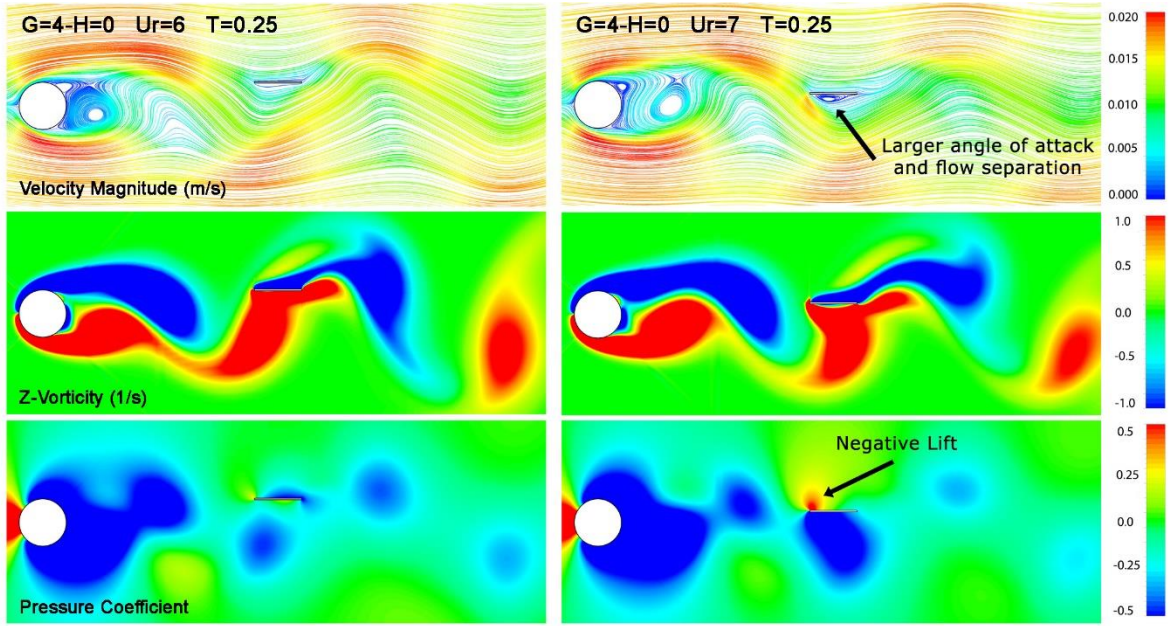 G=4-H=0 Ur=6 T=0.25
G=4-H=0 Ur=7 T=0.25
0.020
0.015
0.010
0.005
0.000
Larger angle of attack
and flow separation
Velocity Magnitude (m/s)
1.0
0.5
0.0
-0.5
-1.0
Z-Vorticity (1/s)
0.5
0.25
0.0
-0.25
-0.5
Negative Lift
Pressure Coefficient